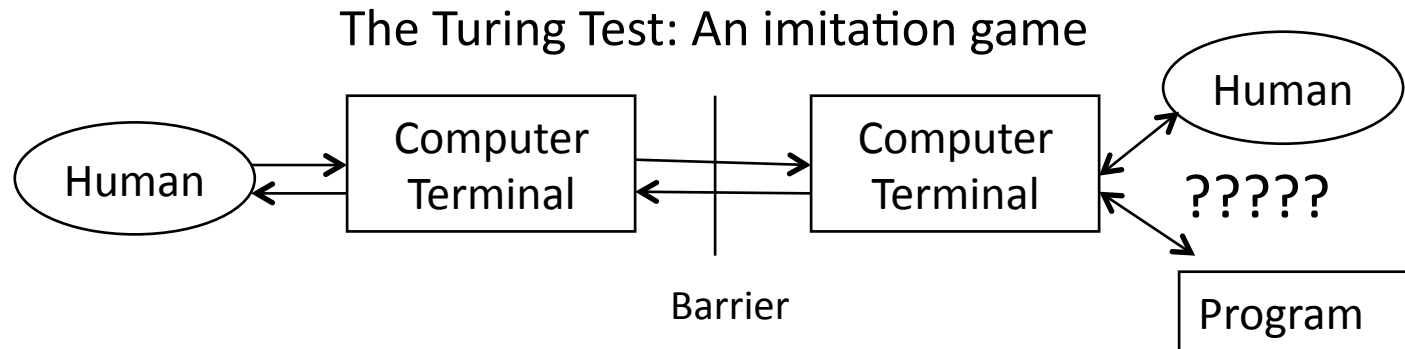 The Turing Test: An imitation game
Human
Computer
Terminal
Computer
Terminal
Human
?????
Program
Barrier